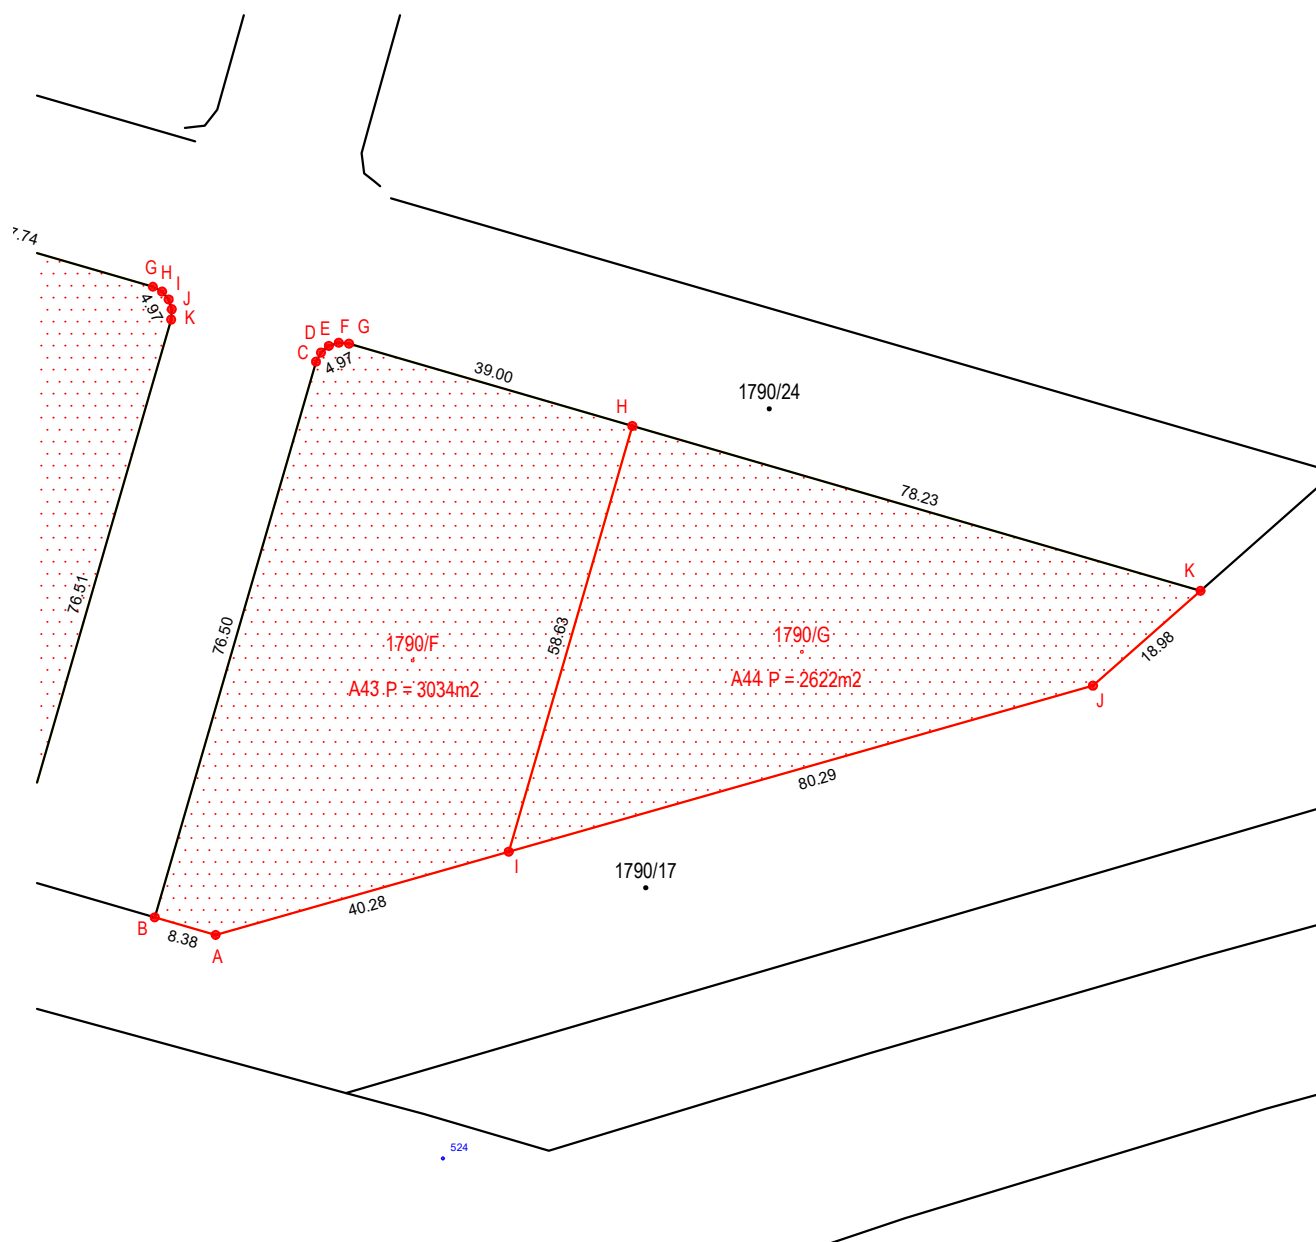 7.74
G
H
I
J
K
4.97
D
E
F
G
C
4.97
39.00
1790/24
H
78.23
K
76.51
76.50
58.63
1790/F
A43 P = 3034m2
1790/G
A44 P = 2622m2
18.98
J
80.29
I
1790/17
40.28
B
8.38
A
524